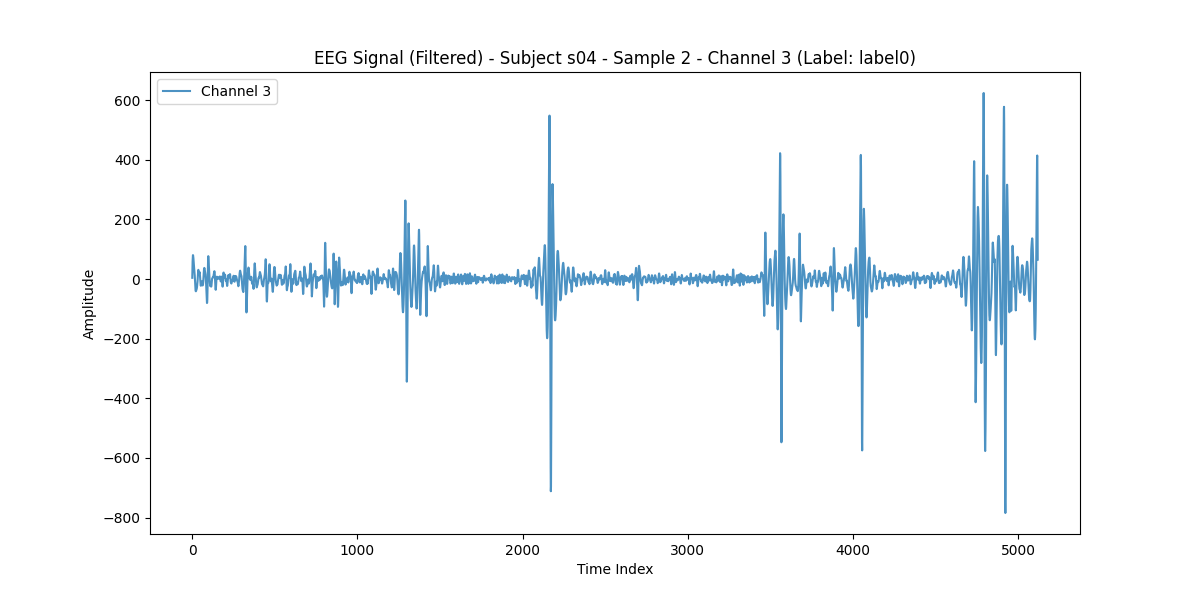 EEG Signal (Filtered) - Subject s04 - Sample 2 - Channel 3 (Label: label0)
Channel 3
600
400
200
0
−200
−400
−600
−800
Amplitude
0 1000 2000 3000 4000 5000
Time Index